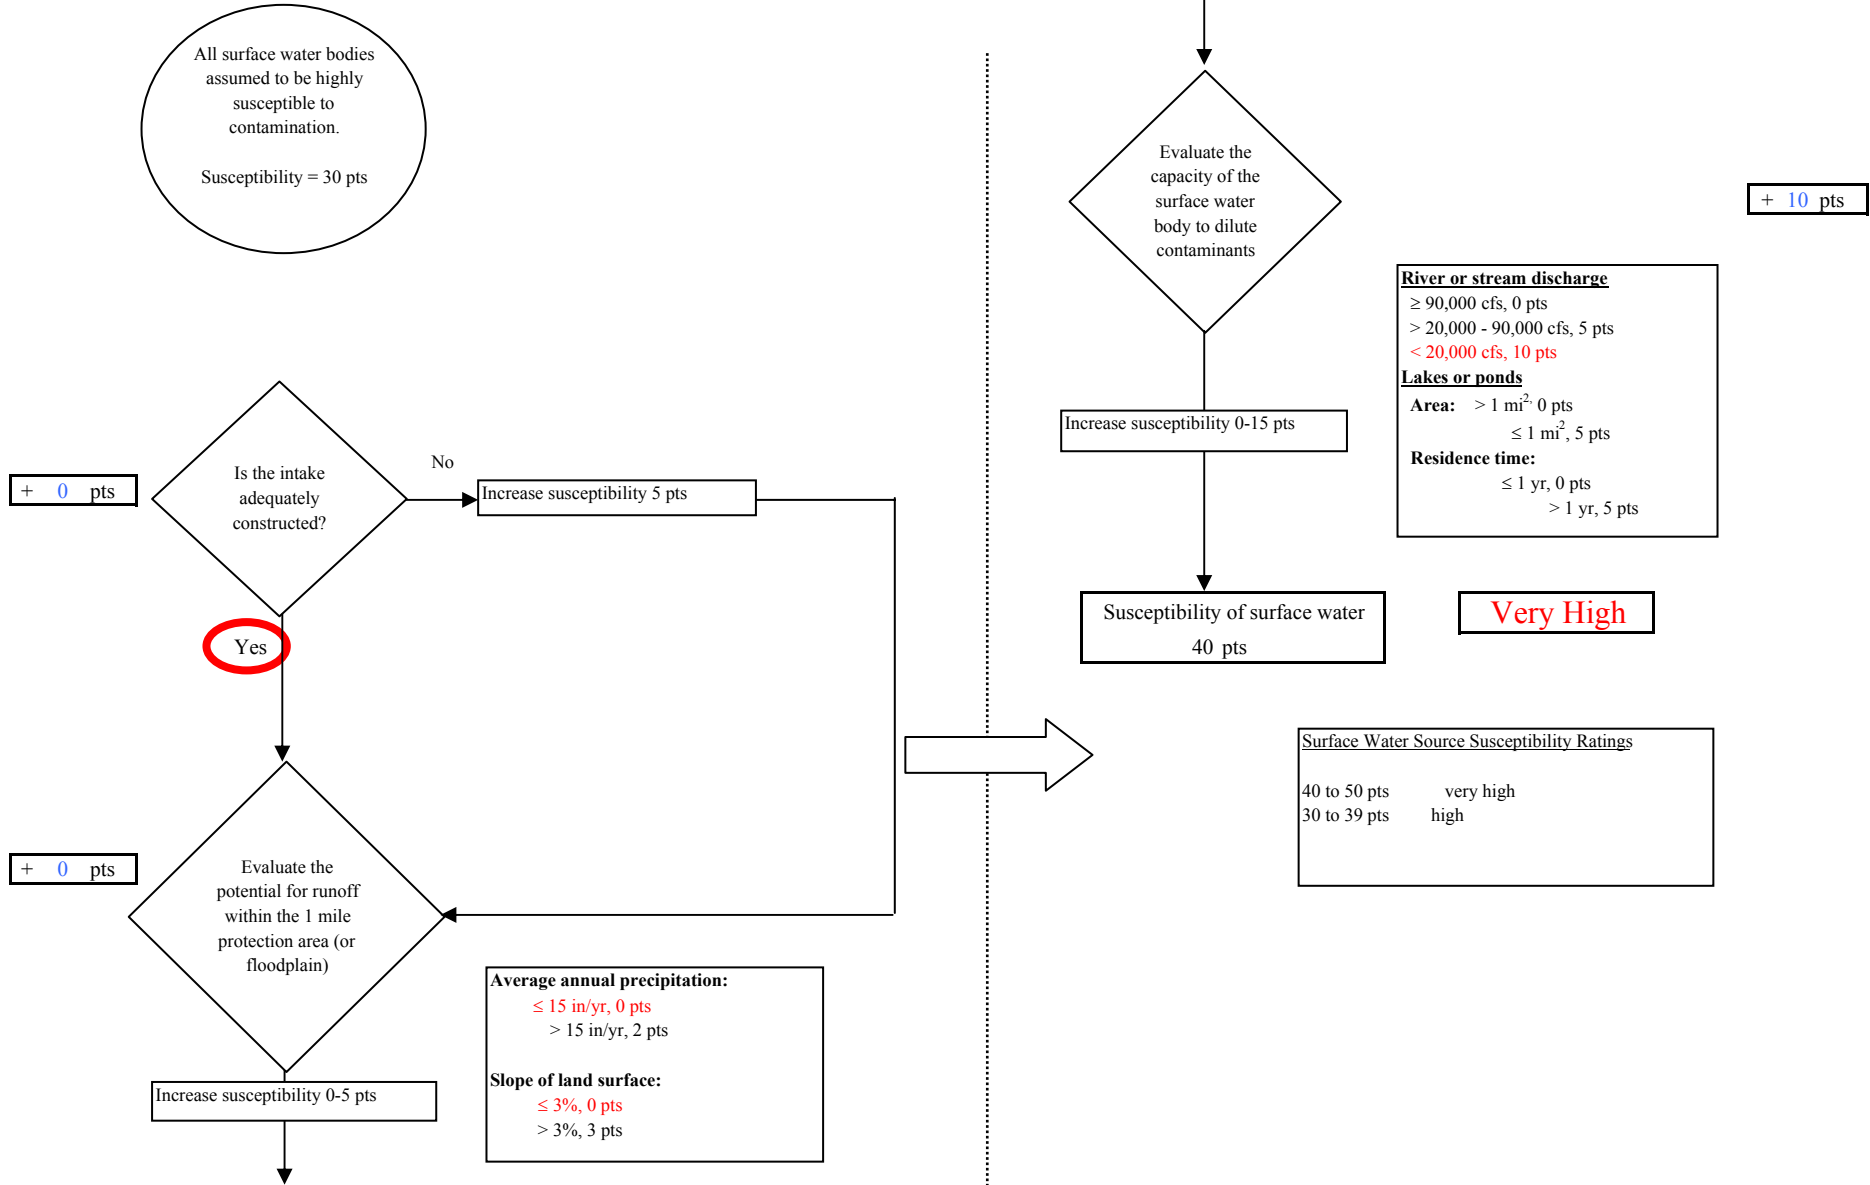 All surface water bodies
assumed to be highly
susceptible to
contamination.
Susceptibility = 30 pts
+ 0 pts
Is the intake
adequately
constructed?
No
Increase susceptibility 5 pts
Yes
+ 0 pts
Evaluate the
potential for runoff
within the 1 mile
protection area (or
floodplain)
Average annual precipitation:
≤ 15 in/yr, 0 pts
> 15 in/yr, 2 pts
Slope of land surface:
≤ 3%, 0 pts
> 3%, 3 pts
Increase susceptibility 0-5 pts
Evaluate the
capacity of the
surface water
body to dilute
contaminants
+ 10 pts
River or stream discharge
≥ 90,000 cfs, 0 pts
> 20,000 - 90,000 cfs, 5 pts
< 20,000 cfs, 10 pts
Lakes or ponds
Area: > 1 mi², 0 pts
≤ 1 mi², 5 pts
Residence time:
≤ 1 yr, 0 pts
> 1 yr, 5 pts
Increase susceptibility 0-15 pts
Susceptibility of surface water
40 pts
Very High
Surface Water Source Susceptibility Ratings
40 to 50 pts very high
30 to 39 pts high